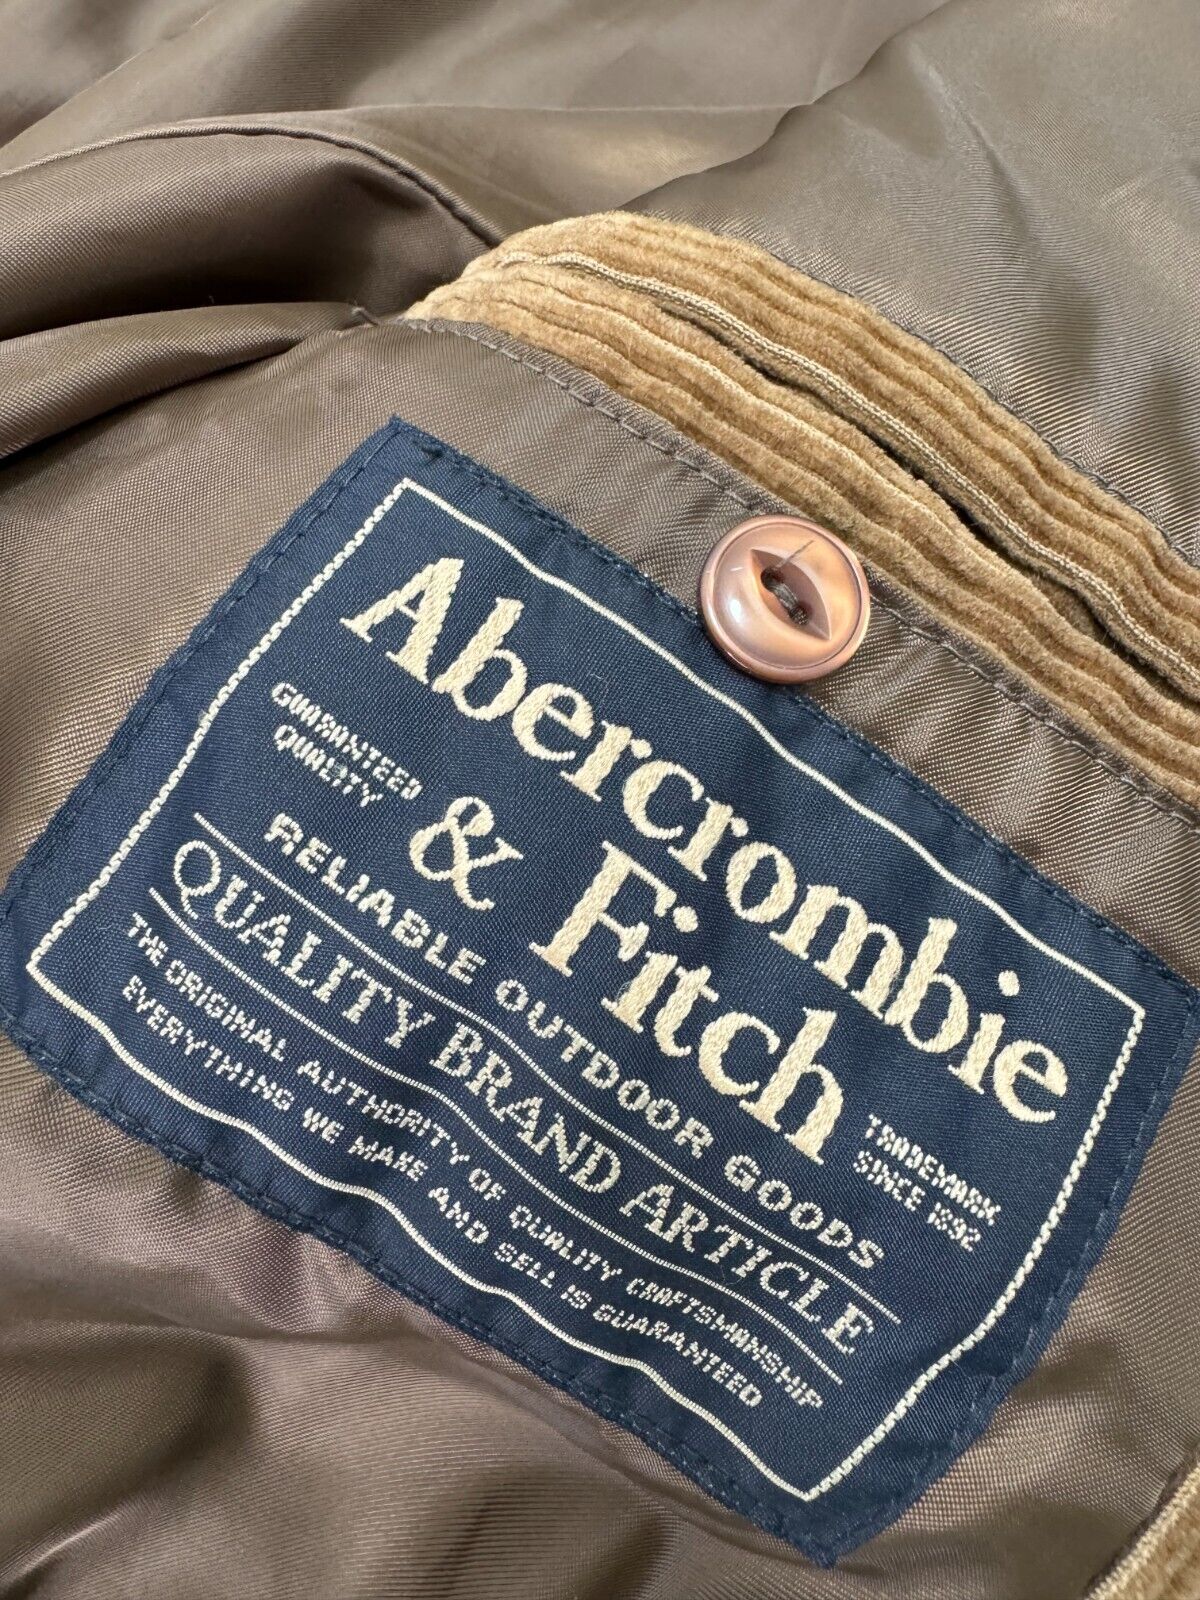 Abercrombie
& Fitch
GUARANTEED
QUALITY
TRADEMARK
SINCE 1892
RELIABLE OUTDOOR GOODS
QUALITY BRAND ARTICLE
THE ORIGINAL AUTHORITY OF QUALITY CRAFTSMANSHIP
EVERYTHING WE MAKE AND SELL IS GUARANTEED